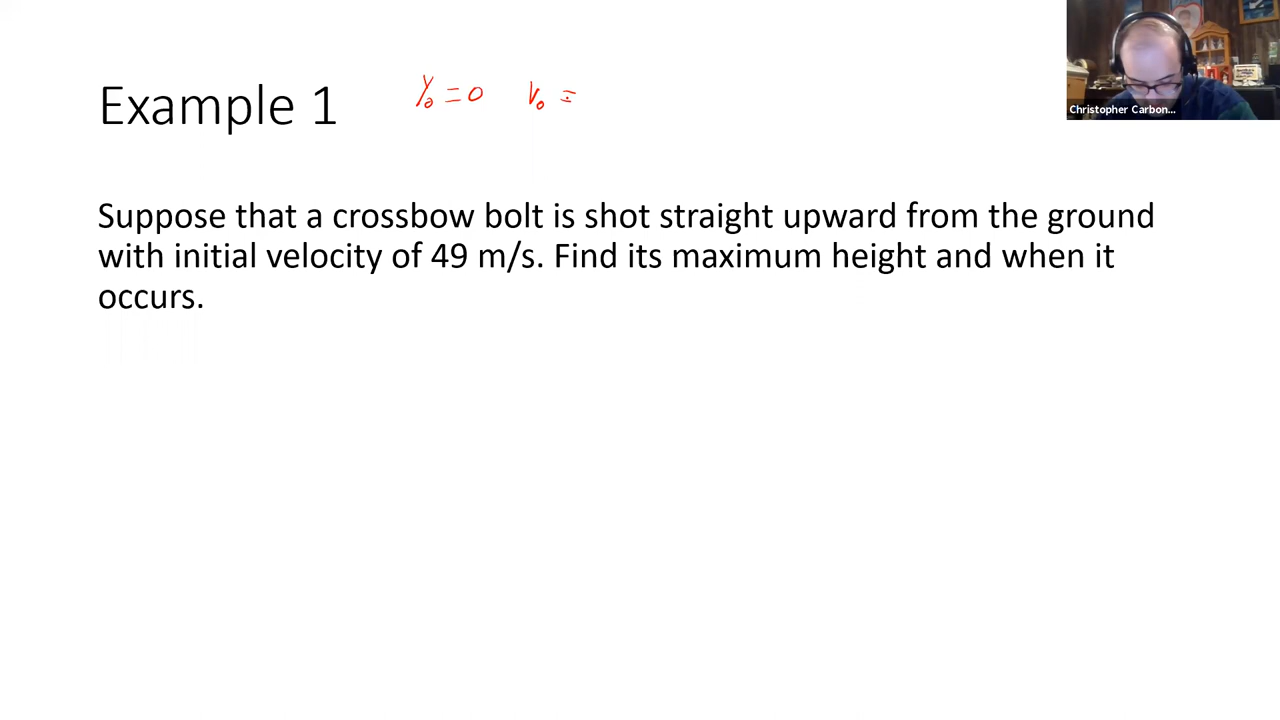 Example 1 y₀ = 0 v₀ =
Christopher Carbon...
Suppose that a crossbow bolt is shot straight upward from the ground
with initial velocity of 49 m/s. Find its maximum height and when it
occurs.